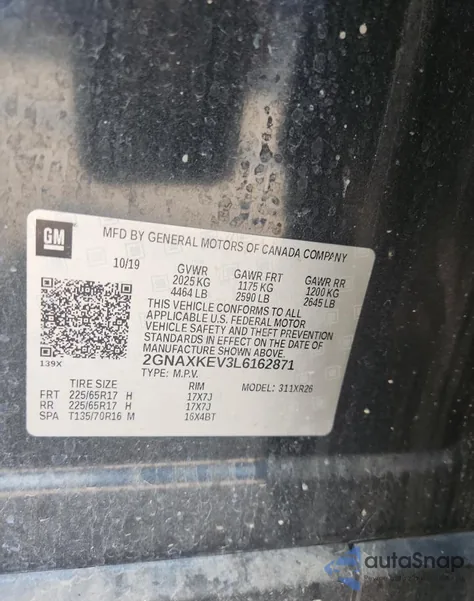 GM
MFD BY GENERAL MOTORS OF CANADA COMPANY
10/19 GVWR GAWR FRT GAWR RR
2025 KG 1175 KG 1200 KG
4464 LB 2590 LB 2645 LB
THIS VEHICLE CONFORMS TO ALL
APPLICABLE U.S. FEDERAL MOTOR
VEHICLE SAFETY AND THEFT PREVENTION
STANDARDS IN EFFECT ON THE DATE OF
MANUFACTURE SHOWN ABOVE.
139X 2GNAXKEV3L6162871
TYPE: M.P.V.
TIRE SIZE RIM MODEL: 311XR26
FRT 225/65R17 H 17X7J
RR 225/65R17 H 17X7J
SPA T135/70R16 M 16X4BT
autoSnap